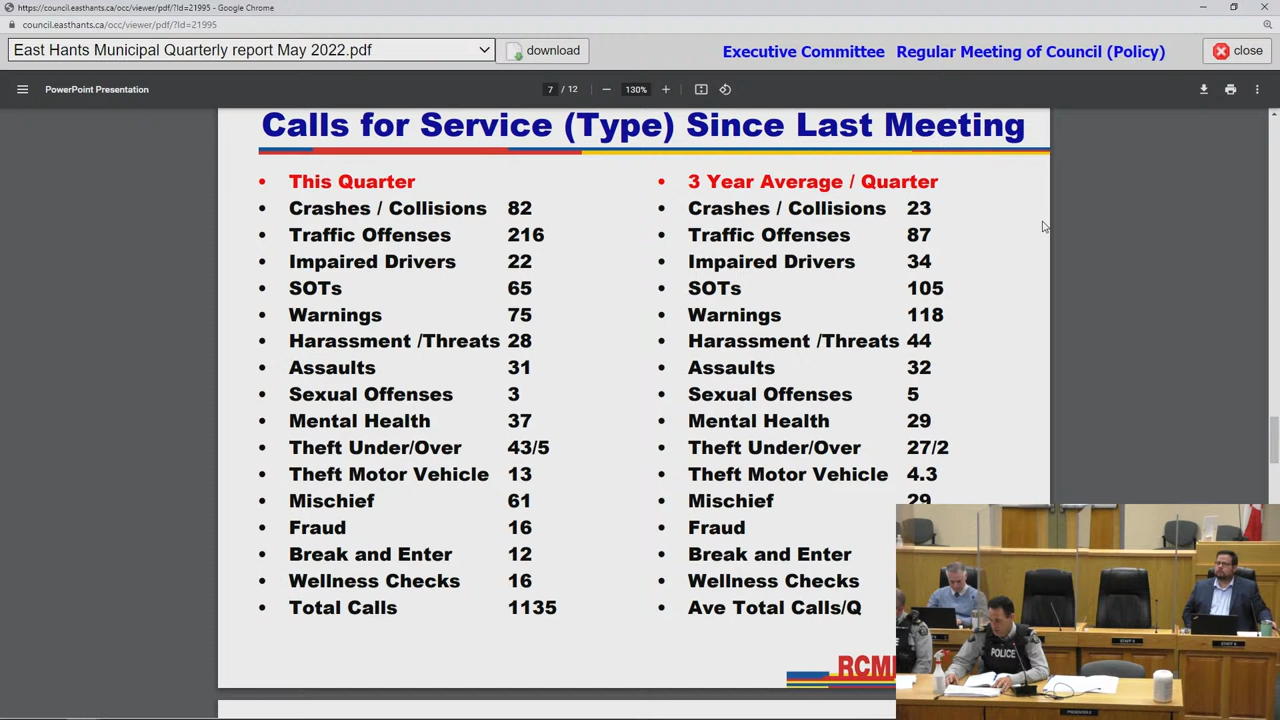 https://council.easthants.ca/occ/viewer/pdf/?Id=21995 - Google Chrome
council.easthants.ca/occ/viewer/pdf/?Id=21995
East Hants Municipal Quarterly report May 2022.pdf
download
Executive Committee Regular Meeting of Council (Policy)
close
PowerPoint Presentation
7 / 12
130%
Calls for Service (Type) Since Last Meeting
• This Quarter
• Crashes / Collisions 82
• Traffic Offenses 216
• Impaired Drivers 22
• SOTs 65
• Warnings 75
• Harassment /Threats 28
• Assaults 31
• Sexual Offenses 3
• Mental Health 37
• Theft Under/Over 43/5
• Theft Motor Vehicle 13
• Mischief 61
• Fraud 16
• Break and Enter 12
• Wellness Checks 16
• Total Calls 1135
• 3 Year Average / Quarter
• Crashes / Collisions 23
• Traffic Offenses 87
• Impaired Drivers 34
• SOTs 105
• Warnings 118
• Harassment /Threats 44
• Assaults 32
• Sexual Offenses 5
• Mental Health 29
• Theft Under/Over 27/2
• Theft Motor Vehicle 4.3
• Mischief 29
• Fraud
• Break and Enter
• Wellness Checks
• Ave Total Calls/Q
POLICE